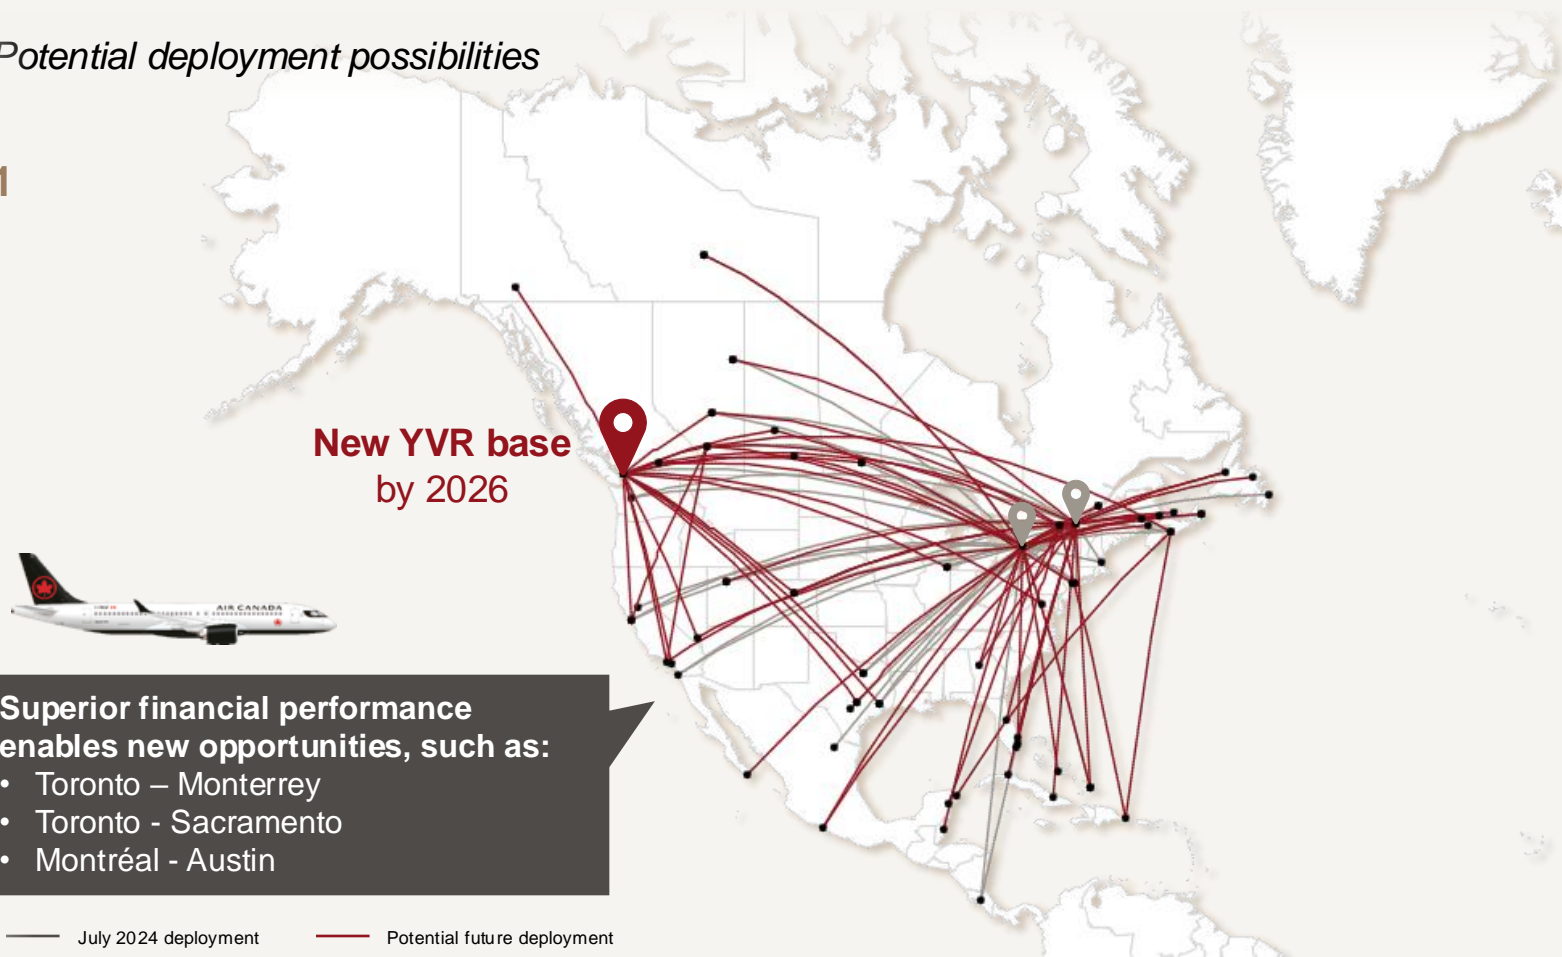 Potential deployment possibilities
New YVR base
by 2026
AIR CANADA
Superior financial performance
enables new opportunities, such as:
• Toronto – Monterrey
• Toronto - Sacramento
• Montréal - Austin
July 2024 deployment
Potential future deployment